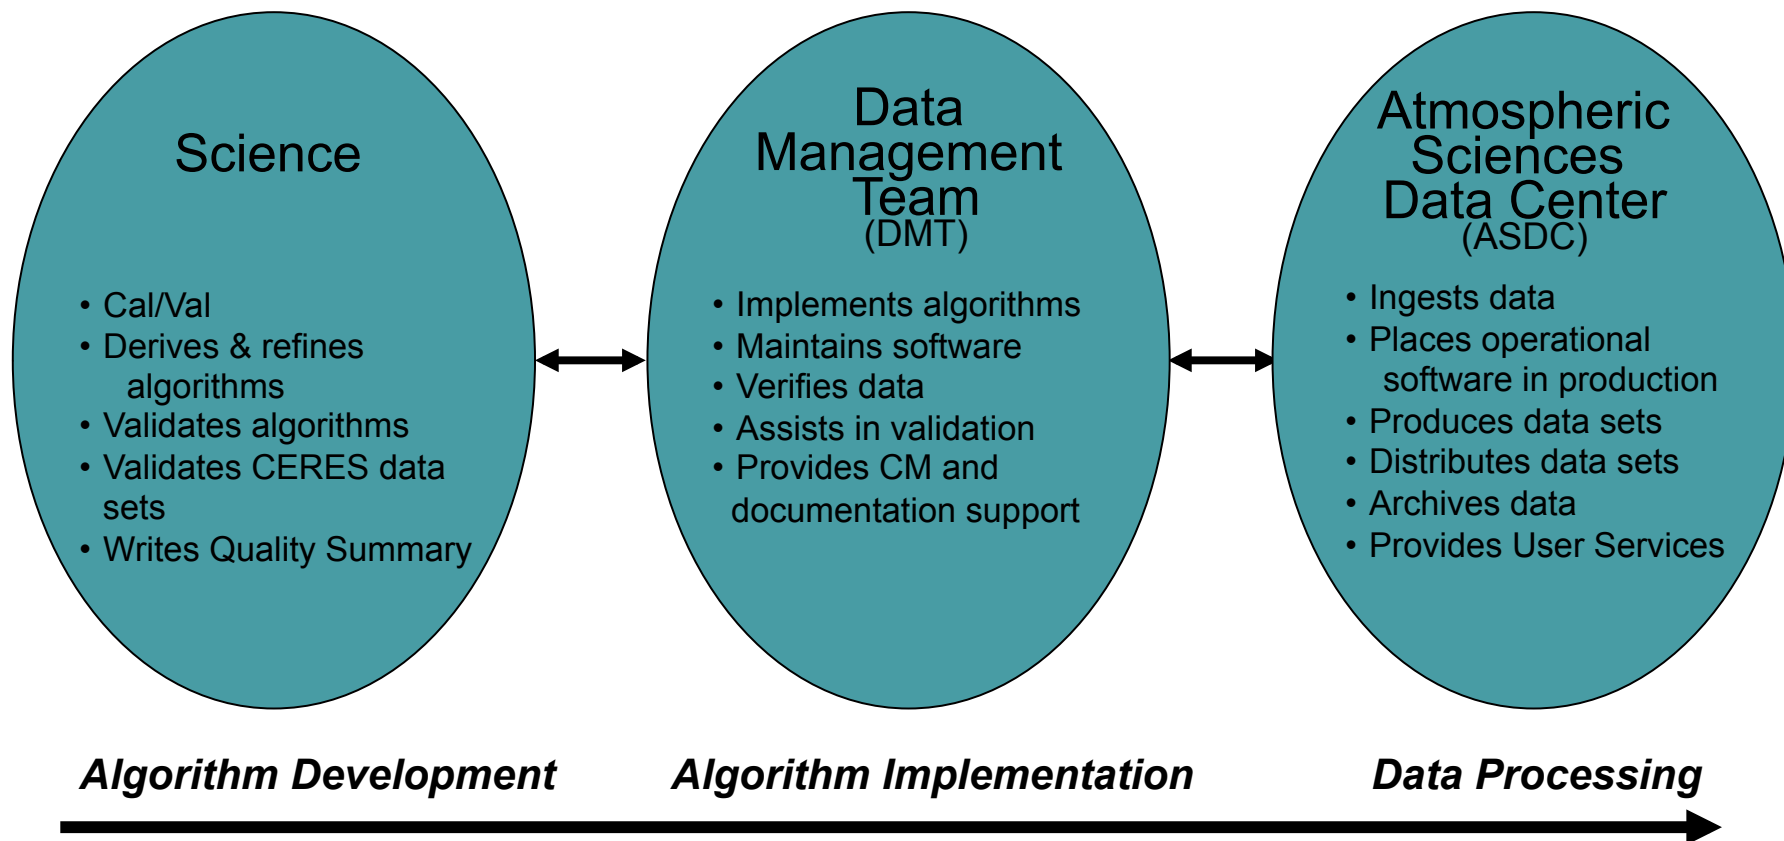 Science
• Cal/Val
• Derives & refines
algorithms
• Validates algorithms
• Validates CERES data
sets
• Writes Quality Summary
Data
Management
Team
(DMT)
• Implements algorithms
• Maintains software
• Verifies data
• Assists in validation
• Provides CM and
documentation support
Atmospheric
Sciences
Data Center
(ASDC)
• Ingests data
• Places operational
software in production
• Produces data sets
• Distributes data sets
• Archives data
• Provides User Services
Algorithm Development
Algorithm Implementation
Data Processing